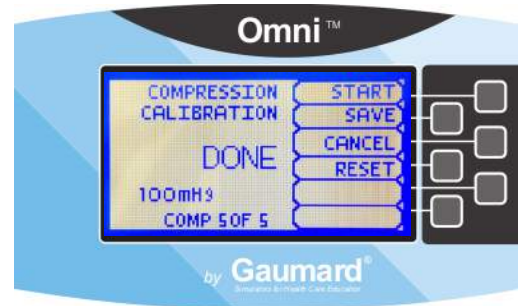 Omni™
COMPRESSION
CALIBRATION
DONE
100mHg
COMP 5OF 5
START
SAVE
CANCEL
RESET
by Gaumard®
Simulators for Health Care Education